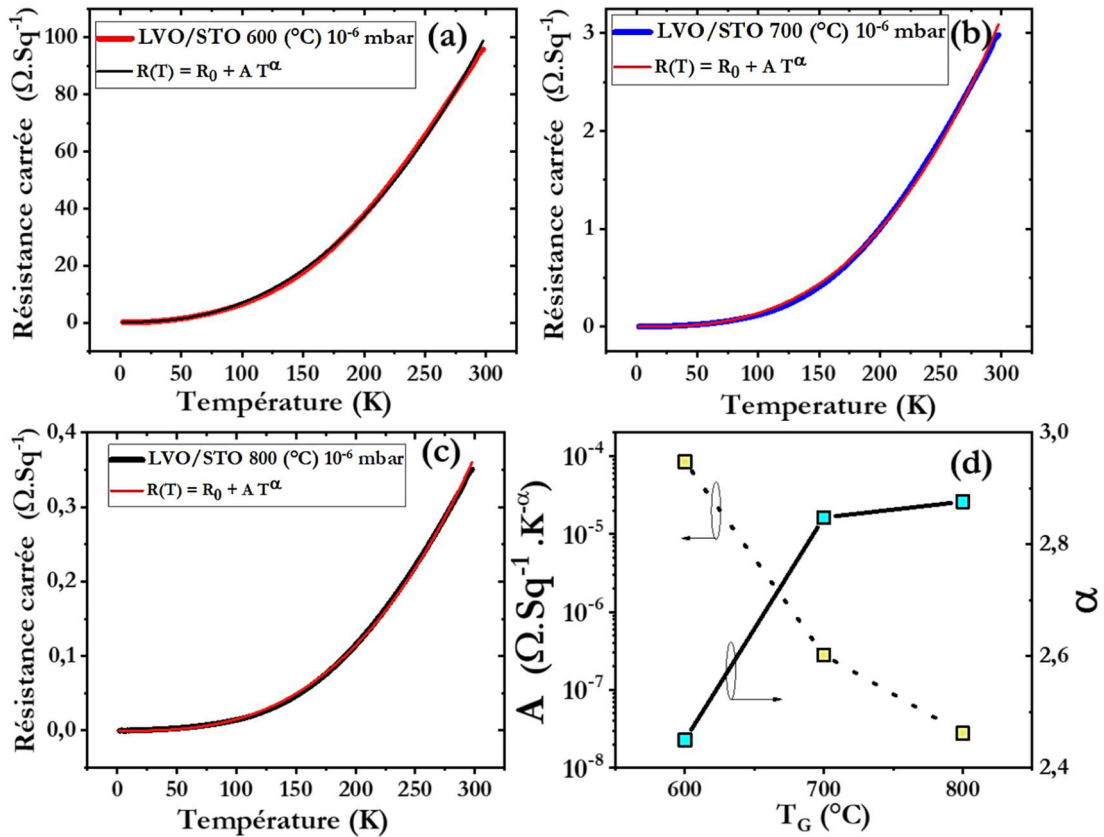 (a)
LVO/STO 600 (°C) 10⁻⁶ mbar
R(T) = R₀ + A Tᵅ
Résistance carrée (Ω.Sq⁻¹)
100
80
60
40
20
0
0 50 100 150 200 250 300
Température (K)
(b)
LVO/STO 700 (°C) 10⁻⁶ mbar
R(T) = R₀ + A Tᵅ
Résistance carrée (Ω.Sq⁻¹)
3
2
1
0
0 50 100 150 200 250 300
Temperature (K)
(c)
LVO/STO 800 (°C) 10⁻⁶ mbar
R(T) = R₀ + A Tᵅ
Résistance carrée (Ω.Sq⁻¹)
0,4
0,3
0,2
0,1
0,0
0 50 100 150 200 250 300
Température (K)
(d)
A (Ω.Sq⁻¹ .K⁻ᵅ)
10⁻⁴
10⁻⁵
10⁻⁶
10⁻⁷
10⁻⁸
3,0
2,8
2,6
2,4
α
600 700 800
T_G (°C)